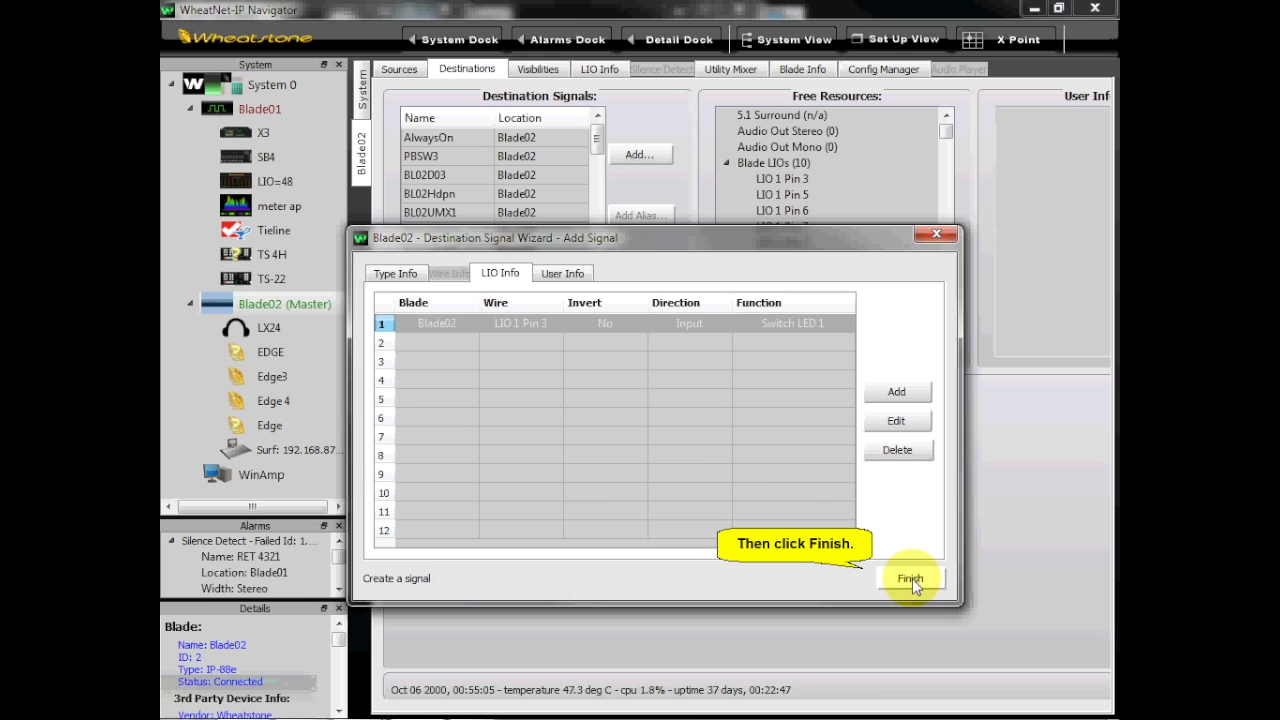 WheatNet-IP Navigator
Wheatstone
System Dock
Alarms Dock
Detail Dock
System View
Set Up View
X Point
System
System 0
Blade01
X3
SB4
LIO=48
meter ap
Tieline
TS 4H
TS-22
Blade02 (Master)
LX24
EDGE
Edge3
Edge 4
Edge
Surf: 192.168.87...
WinAmp
Alarms
Silence Detect - Failed Id: 1....
Name: RET 4321
Location: Blade01
Width: Stereo
Details
Blade:
Name: Blade02
ID: 2
Type: IP-88e
Status: Connected
3rd Party Device Info:
Vendor: Wheatstone
System
Blade02
Sources
Destinations
Visibilities
LIO Info
Silence Detect
Utility Mixer
Blade Info
Config Manager
Audio Player
Destination Signals:
Name Location
AlwaysOn Blade02
PBSW3 Blade02
BL02D03 Blade02
BL02Hdpn Blade02
BL02UMX1 Blade02
Add...
Add Alias...
Free Resources:
5.1 Surround (n/a)
Audio Out Stereo (0)
Audio Out Mono (0)
Blade LIOs (10)
LIO 1 Pin 3
LIO 1 Pin 5
LIO 1 Pin 6
User Inf
Blade02 - Destination Signal Wizard - Add Signal
Type Info
Wire Info
LIO Info
User Info
Blade Wire Invert Direction Function
1 Blade02 LIO 1 Pin 3 No Input Switch LED 1
2
3
4
5
6
7
8
9
10
11
12
Add
Edit
Delete
Then click Finish.
Create a signal
Finish
Oct 06 2000, 00:55:05 - temperature 47.3 deg C - cpu 1.8% - uptime 37 days, 00:22:47